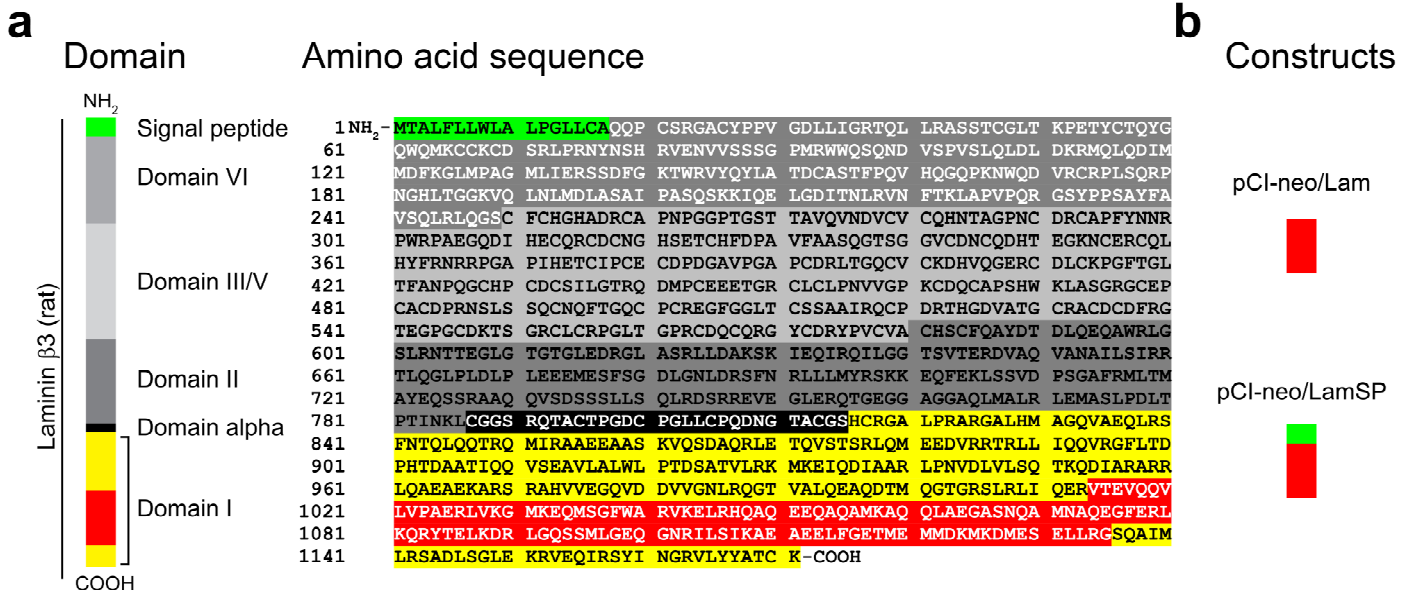 a
b
Domain
Amino acid sequence
Constructs
NH2
Signal peptide
Domain VI
Domain III/V
Domain II
Domain alpha
Domain I
COOH
Laminin β3 (rat)
1 NH2-MTALFLLWLA LPGLLCAQQP CSRGACYPPV GDLLIGRTQL LRASSTCGLT KPETYCTQYG
61 QWQMKCCKCD SRLPRNYNSH RVENVVSSSG PMRWWQSQND VSPVSLQLDL DKRMQLQDIM
121 MDFKGLMPAG MLIERSSDFG KTWRVYQYLA TDCASTFPQV HQGQPKNWQD VRCRPLSQRP
181 NGHLTGGKVQ LNLMDLASAI PASQSKKIQE LGDITNLRVN FTKLAPVPQR GSYPPSAYFA
241 VSQLRLQGSC FCHGHADRCA PNPGGPTGST TAVQVNDVCV CQHNTAGPNC DRCAPFYNNR
301 PWRPAEGQDI HECQRCDCNG HSETCHFDPA VFAASQGTSG GVCDNCQDHT EGKNCERCQL
361 HYFRNRRPGA PIHETCIPCE CDPDGAVPGA PCDRLTGQCV CKDHVQGERC DLCKPGFTGL
421 TFANPQGCHP CDCSILGTRQ DMPCEEETGR CLCLPNVVGP KCDQCAPSHW KLASGRGCEP
481 CACDPRNSLS SQCNQFTGQC PCREGFGGLT CSSAAIRQCP DRTHGDVATG CRACDCDFRG
541 TEGPGCDKTS GRCLCRPGLT GPRCDQCQRG YCDRYPVCVA CHSCFQAYDT DLQEQAWRLG
601 SLRNTTEGLG TGTGLEDRGL ASRLLDAKSK IEQIRQILGG TSVTERDVAQ VANAILSIRR
661 TLQGLPLDLP LEEEMESFSG DLGNLDRSFN RLLLMYRSKK EQFEKLSSVD PSGAFRMLTM
721 AYEQSSRAAQ QVSDSSSLLS QLRDSRREVE GLERQTGEGG AGGAQLMALR LEMASLPDLT
781 PTINKLCGGS RQTACTPGDC PGLLCPQDNG TACGSHCRGA LPRARGALHM AGQVAEQLRS
841 FNTQLQQTRQ MIRAAEEAAS KVQSDAQRLE TQVSTSRLQM EEDVRRTRLL IQQVRGFLTD
901 PHTDAATIQQ VSEAVLALWL PTDSATVLRK MKEIQDIAAR LPNVDLVLSQ TKQDIARARR
961 LQAEAEKARS RAHVVEGQVD DVVGNLRQGT VALQEAQDTM QGTGRSLRLI QERVTEVQQV
1021 LVPAERLVKG MKEQMSGFWA RVKELRHQAQ EEQAQAMKAQ QLAEGASNQA MNAQEGFERL
1081 KQRYTELKDR LGQSSMLGEQ GNRILSIKAE AEELFGETME MMDKMKDMES ELLRGSQAIM
1141 LRSADLSGLE KRVEQIRSYI NGRVLYYATC K-COOH
pCI-neo/Lam
pCI-neo/LamSP